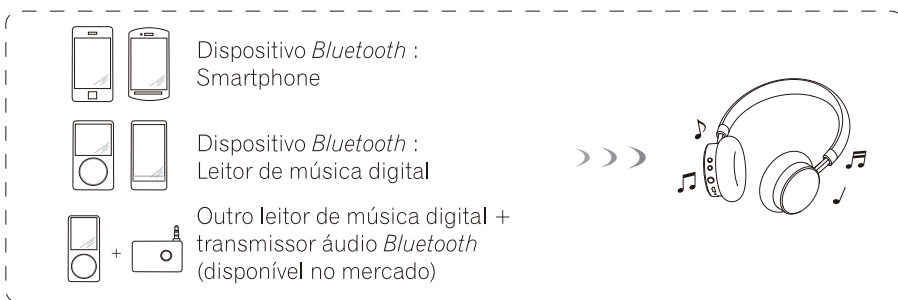 Dispositivo Bluetooth :
Smartphone
Dispositivo Bluetooth :
Leitor de música digital
Outro leitor de música digital +
transmissor áudio Bluetooth
(disponível no mercado)
+